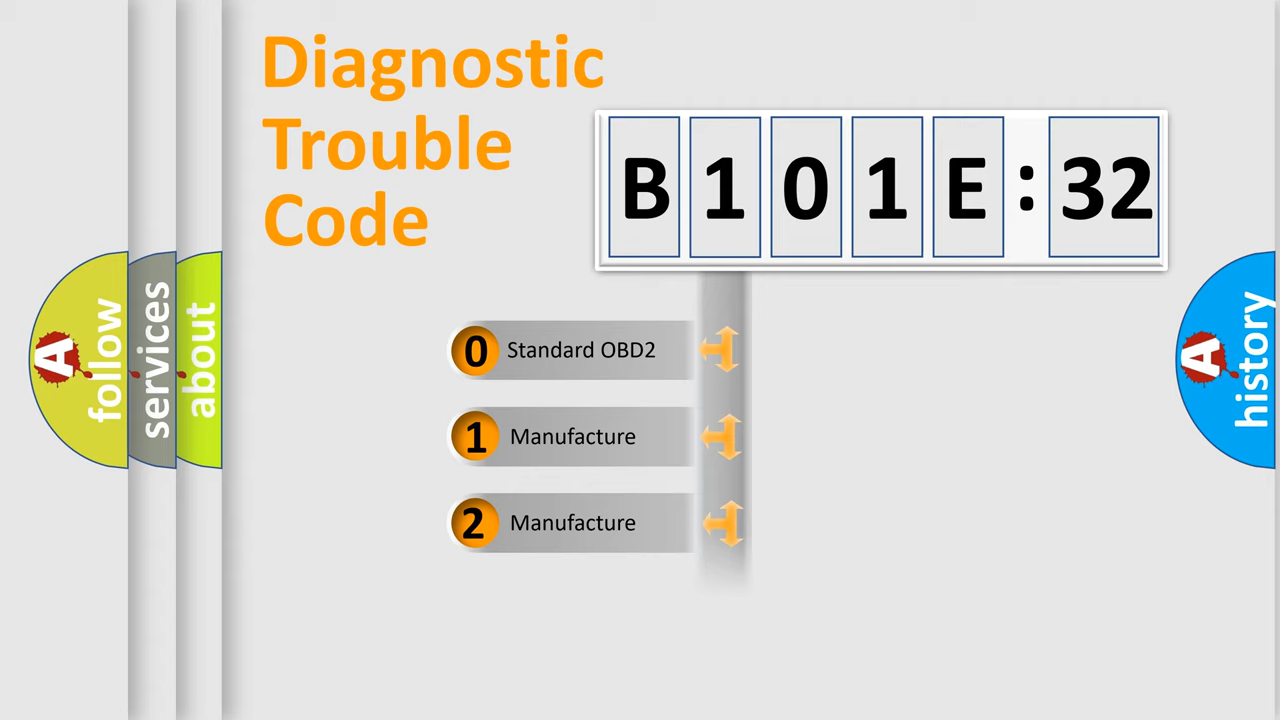 Diagnostic
Trouble
Code
B 1 0 1 E : 32
0 Standard OBD2
1 Manufacture
2 Manufacture
A follow
services
about
A history